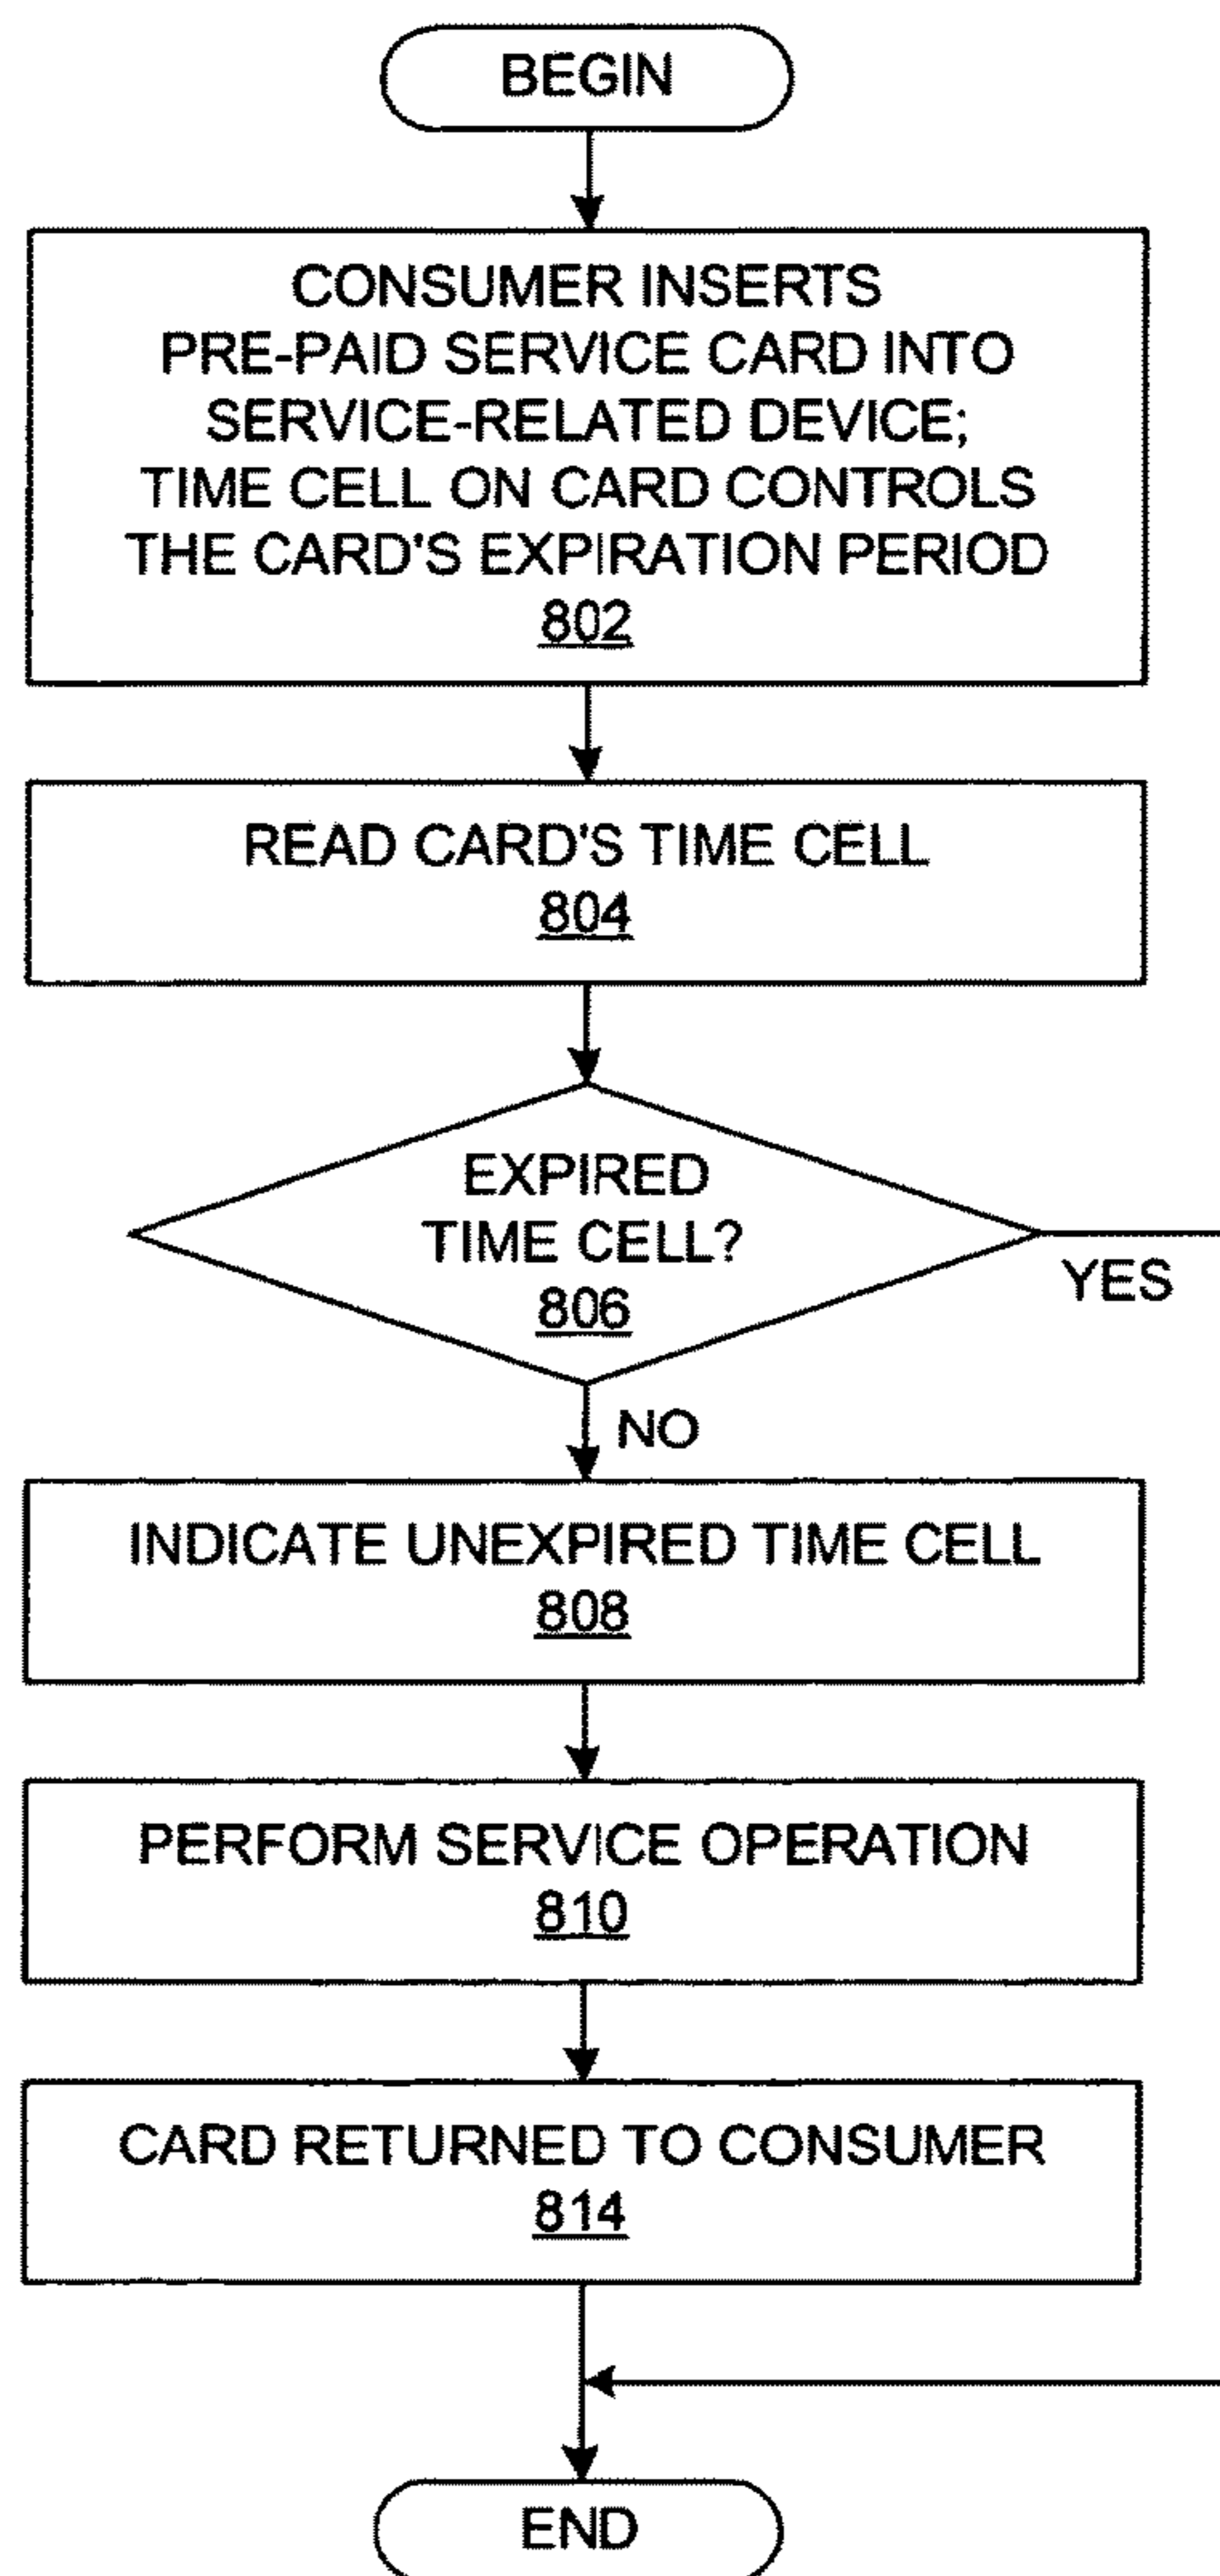 BEGIN
CONSUMER INSERTS
PRE-PAID SERVICE CARD INTO
SERVICE-RELATED DEVICE;
TIME CELL ON CARD CONTROLS
THE CARD'S EXPIRATION PERIOD
802
READ CARD'S TIME CELL
804
EXPIRED
TIME CELL?
806
YES
NO
INDICATE UNEXPIRED TIME CELL
808
PERFORM SERVICE OPERATION
810
CARD RETURNED TO CONSUMER
814
END